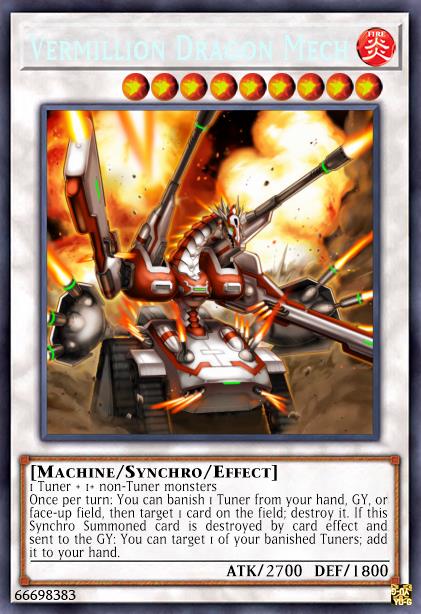 Vermillion Dragon Mech
FIRE
炎
[Machine/Synchro/Effect]
1 Tuner + 1+ non-Tuner monsters
Once per turn: You can banish 1 Tuner from your hand, GY, or
face-up field, then target 1 card on the field; destroy it. If this
Synchro Summoned card is destroyed by card effect and
sent to the GY: You can target 1 of your banished Tuners; add
it to your hand.
ATK/2700 DEF/1800
66698383